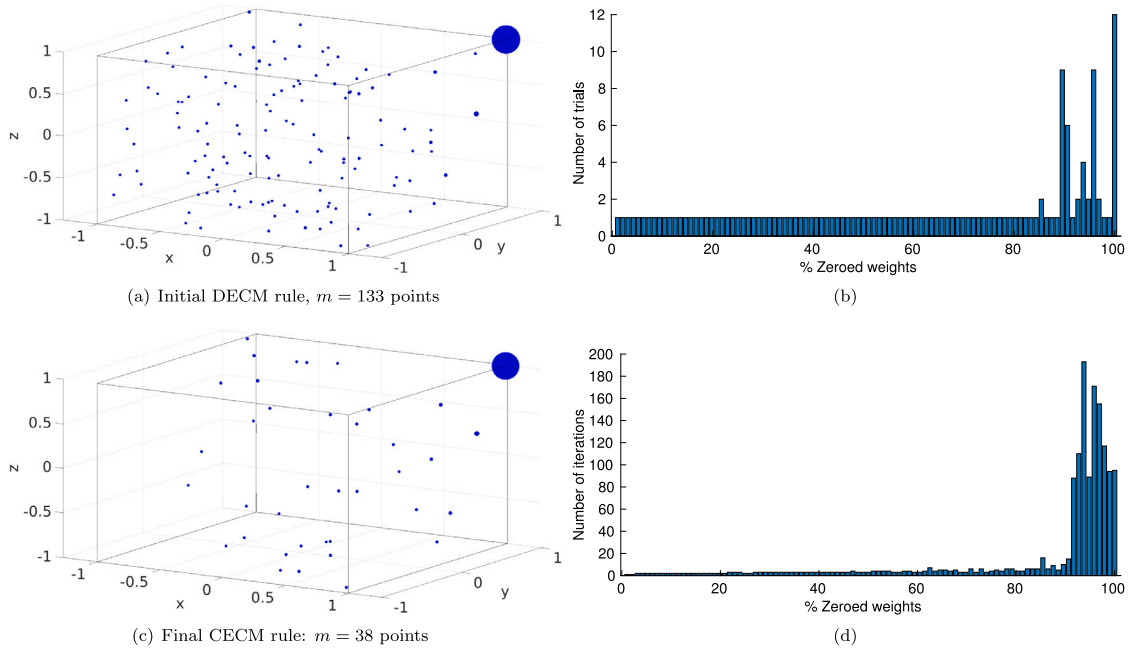 1
0.5
0
-0.5
-1
z
-1
-0.5
0
0.5
1
x
-1
0
1
y
(a) Initial DECM rule, m = 133 points
12
10
8
6
4
2
0
Number of trials
0 20 40 60 80 100
% Zeroed weights
(b)
1
0.5
0
-0.5
-1
z
-1
-0.5
0
0.5
1
x
-1
0
1
y
(c) Final CECM rule: m = 38 points
200
180
160
140
120
100
80
60
40
20
0
Number of iterations
0 20 40 60 80 100
% Zeroed weights
(d)